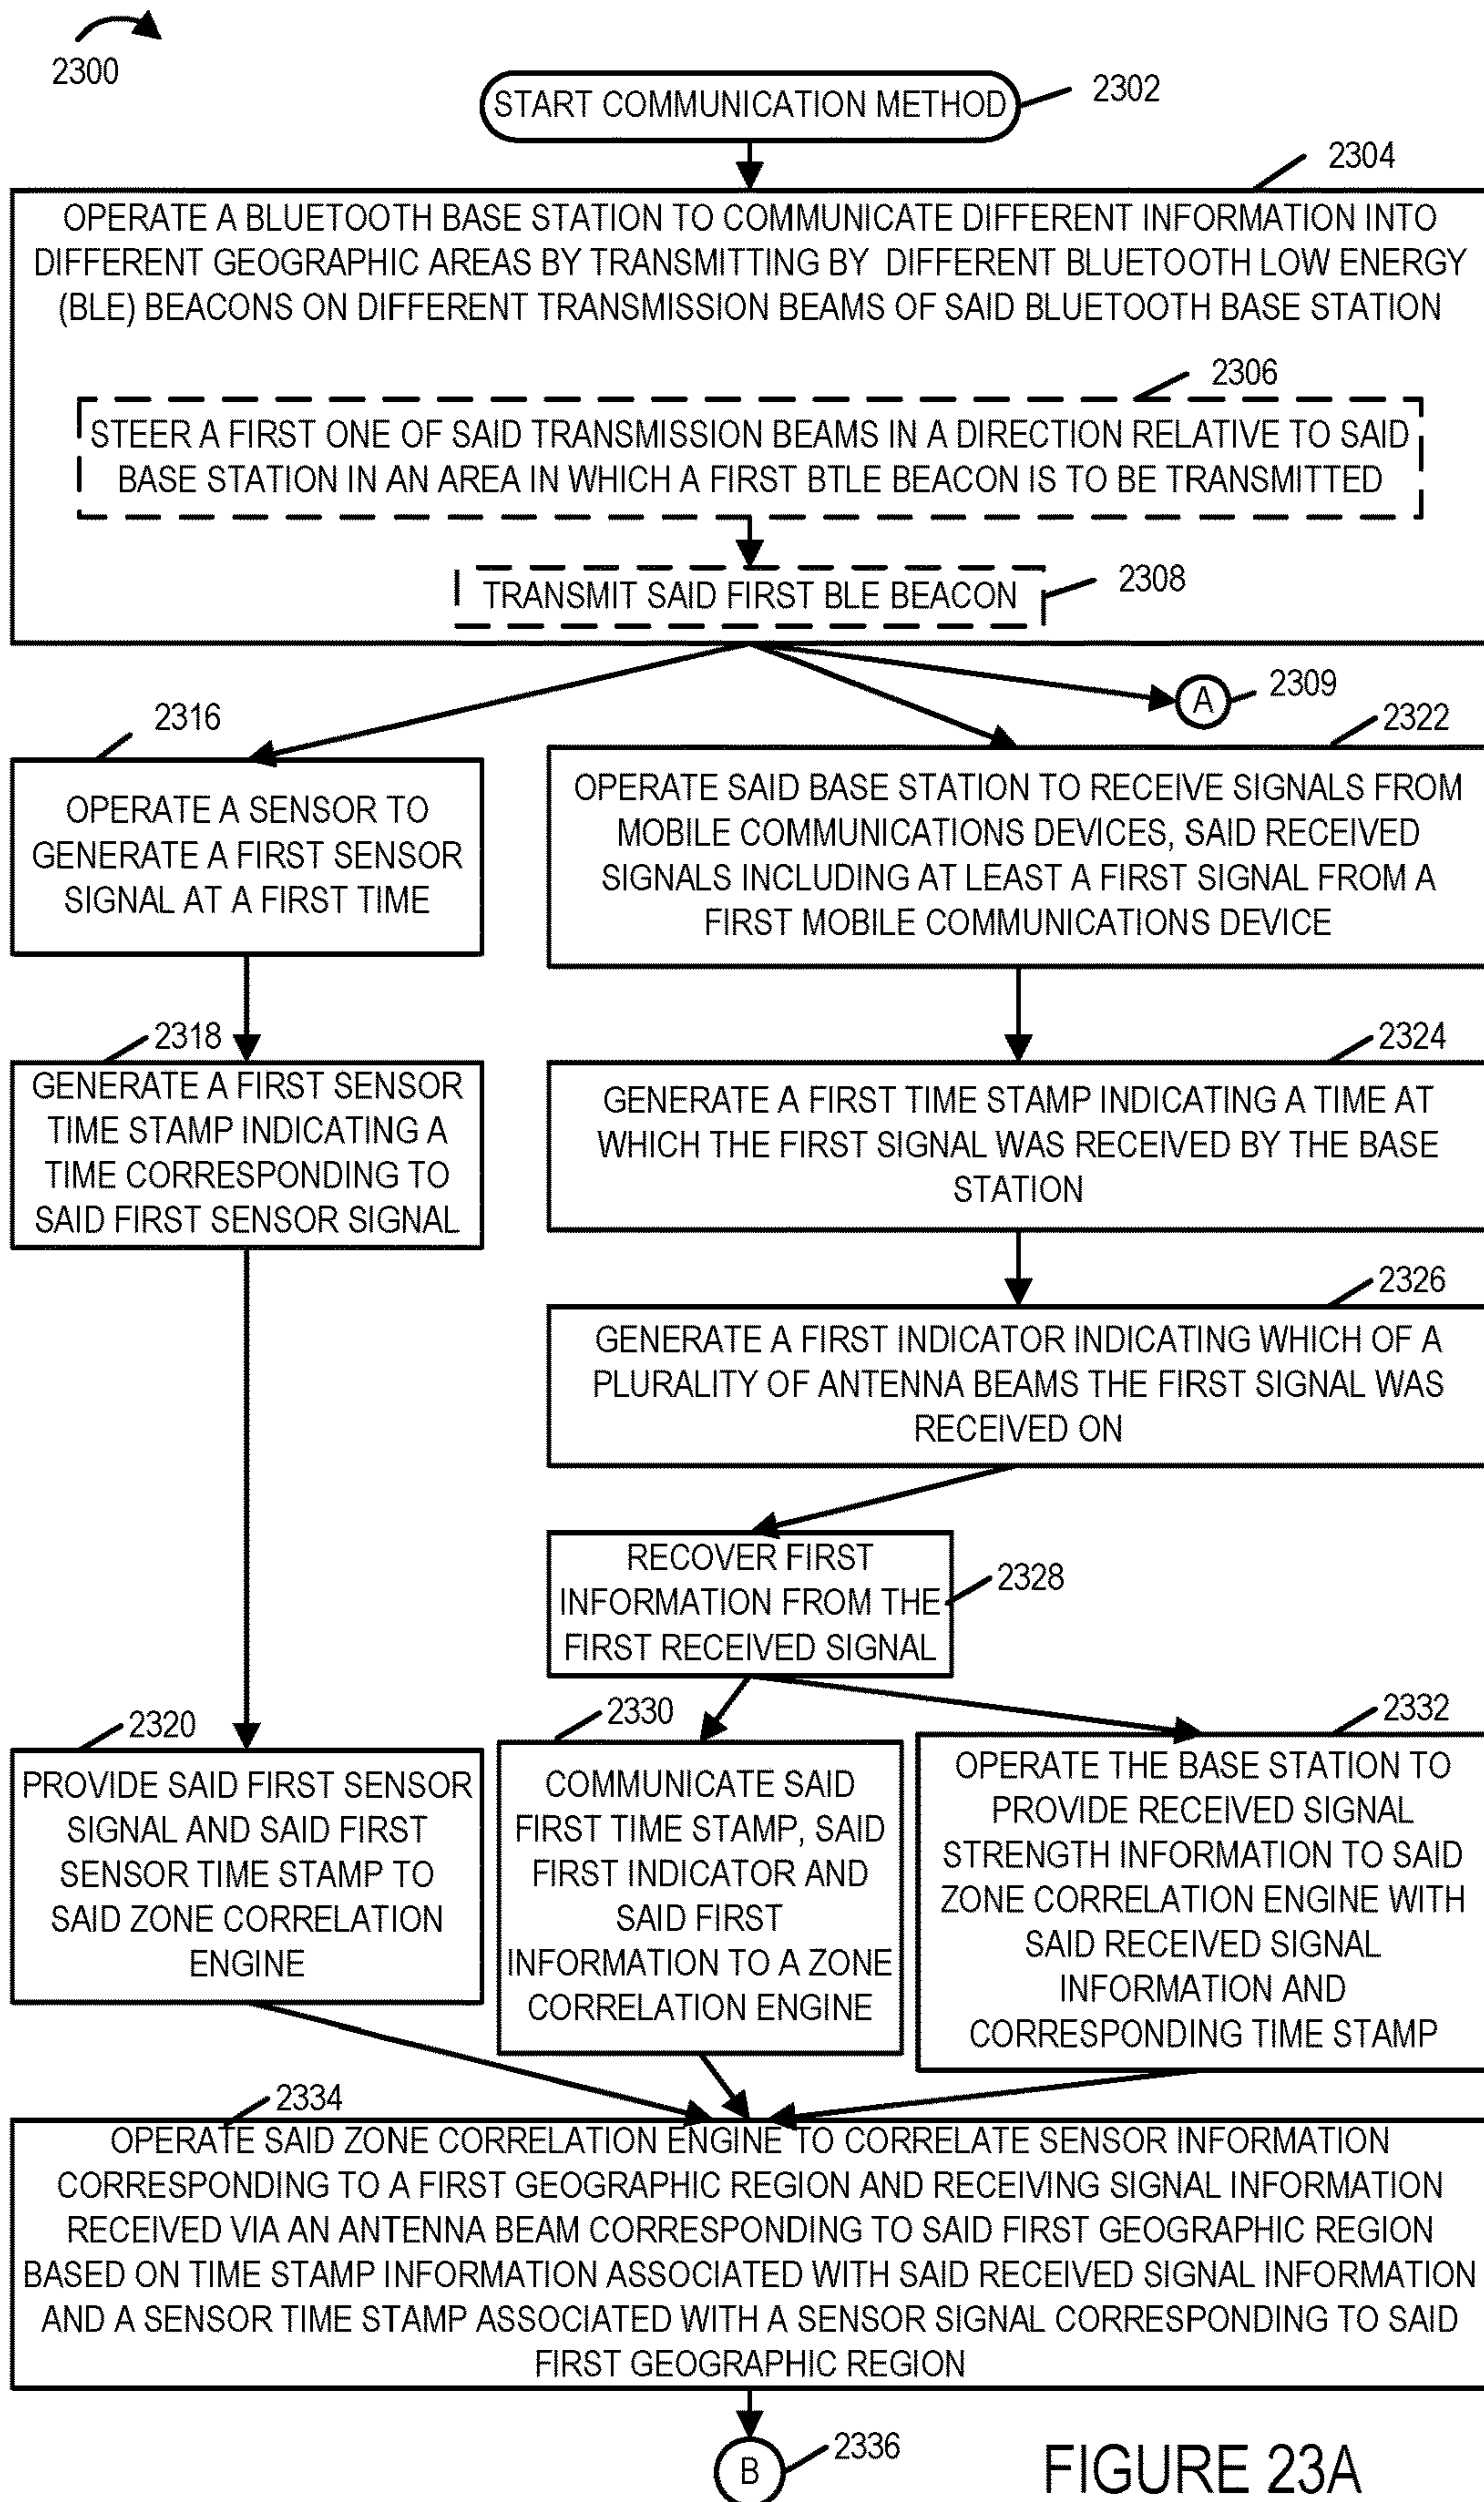 2300
START COMMUNICATION METHOD
2302
2304
OPERATE A BLUETOOTH BASE STATION TO COMMUNICATE DIFFERENT INFORMATION INTO
DIFFERENT GEOGRAPHIC AREAS BY TRANSMITTING BY DIFFERENT BLUETOOTH LOW ENERGY
(BLE) BEACONS ON DIFFERENT TRANSMISSION BEAMS OF SAID BLUETOOTH BASE STATION
2306
STEER A FIRST ONE OF SAID TRANSMISSION BEAMS IN A DIRECTION RELATIVE TO SAID
BASE STATION IN AN AREA IN WHICH A FIRST BTLE BEACON IS TO BE TRANSMITTED
TRANSMIT SAID FIRST BLE BEACON
2308
A
2309
2316
OPERATE A SENSOR TO
GENERATE A FIRST SENSOR
SIGNAL AT A FIRST TIME
2322
OPERATE SAID BASE STATION TO RECEIVE SIGNALS FROM
MOBILE COMMUNICATIONS DEVICES, SAID RECEIVED
SIGNALS INCLUDING AT LEAST A FIRST SIGNAL FROM A
FIRST MOBILE COMMUNICATIONS DEVICE
2318
GENERATE A FIRST SENSOR
TIME STAMP INDICATING A
TIME CORRESPONDING TO
SAID FIRST SENSOR SIGNAL
2324
GENERATE A FIRST TIME STAMP INDICATING A TIME AT
WHICH THE FIRST SIGNAL WAS RECEIVED BY THE BASE
STATION
2326
GENERATE A FIRST INDICATOR INDICATING WHICH OF A
PLURALITY OF ANTENNA BEAMS THE FIRST SIGNAL WAS
RECEIVED ON
RECOVER FIRST
INFORMATION FROM THE
FIRST RECEIVED SIGNAL
2328
2320
PROVIDE SAID FIRST SENSOR
SIGNAL AND SAID FIRST
SENSOR TIME STAMP TO
SAID ZONE CORRELATION
ENGINE
2330
COMMUNICATE SAID
FIRST TIME STAMP, SAID
FIRST INDICATOR AND
SAID FIRST
INFORMATION TO A ZONE
CORRELATION ENGINE
2332
OPERATE THE BASE STATION TO
PROVIDE RECEIVED SIGNAL
STRENGTH INFORMATION TO SAID
ZONE CORRELATION ENGINE WITH
SAID RECEIVED SIGNAL
INFORMATION AND
CORRESPONDING TIME STAMP
2334
OPERATE SAID ZONE CORRELATION ENGINE TO CORRELATE SENSOR INFORMATION
CORRESPONDING TO A FIRST GEOGRAPHIC REGION AND RECEIVING SIGNAL INFORMATION
RECEIVED VIA AN ANTENNA BEAM CORRESPONDING TO SAID FIRST GEOGRAPHIC REGION
BASED ON TIME STAMP INFORMATION ASSOCIATED WITH SAID RECEIVED SIGNAL INFORMATION
AND A SENSOR TIME STAMP ASSOCIATED WITH A SENSOR SIGNAL CORRESPONDING TO SAID
FIRST GEOGRAPHIC REGION
B
2336
FIGURE 23A